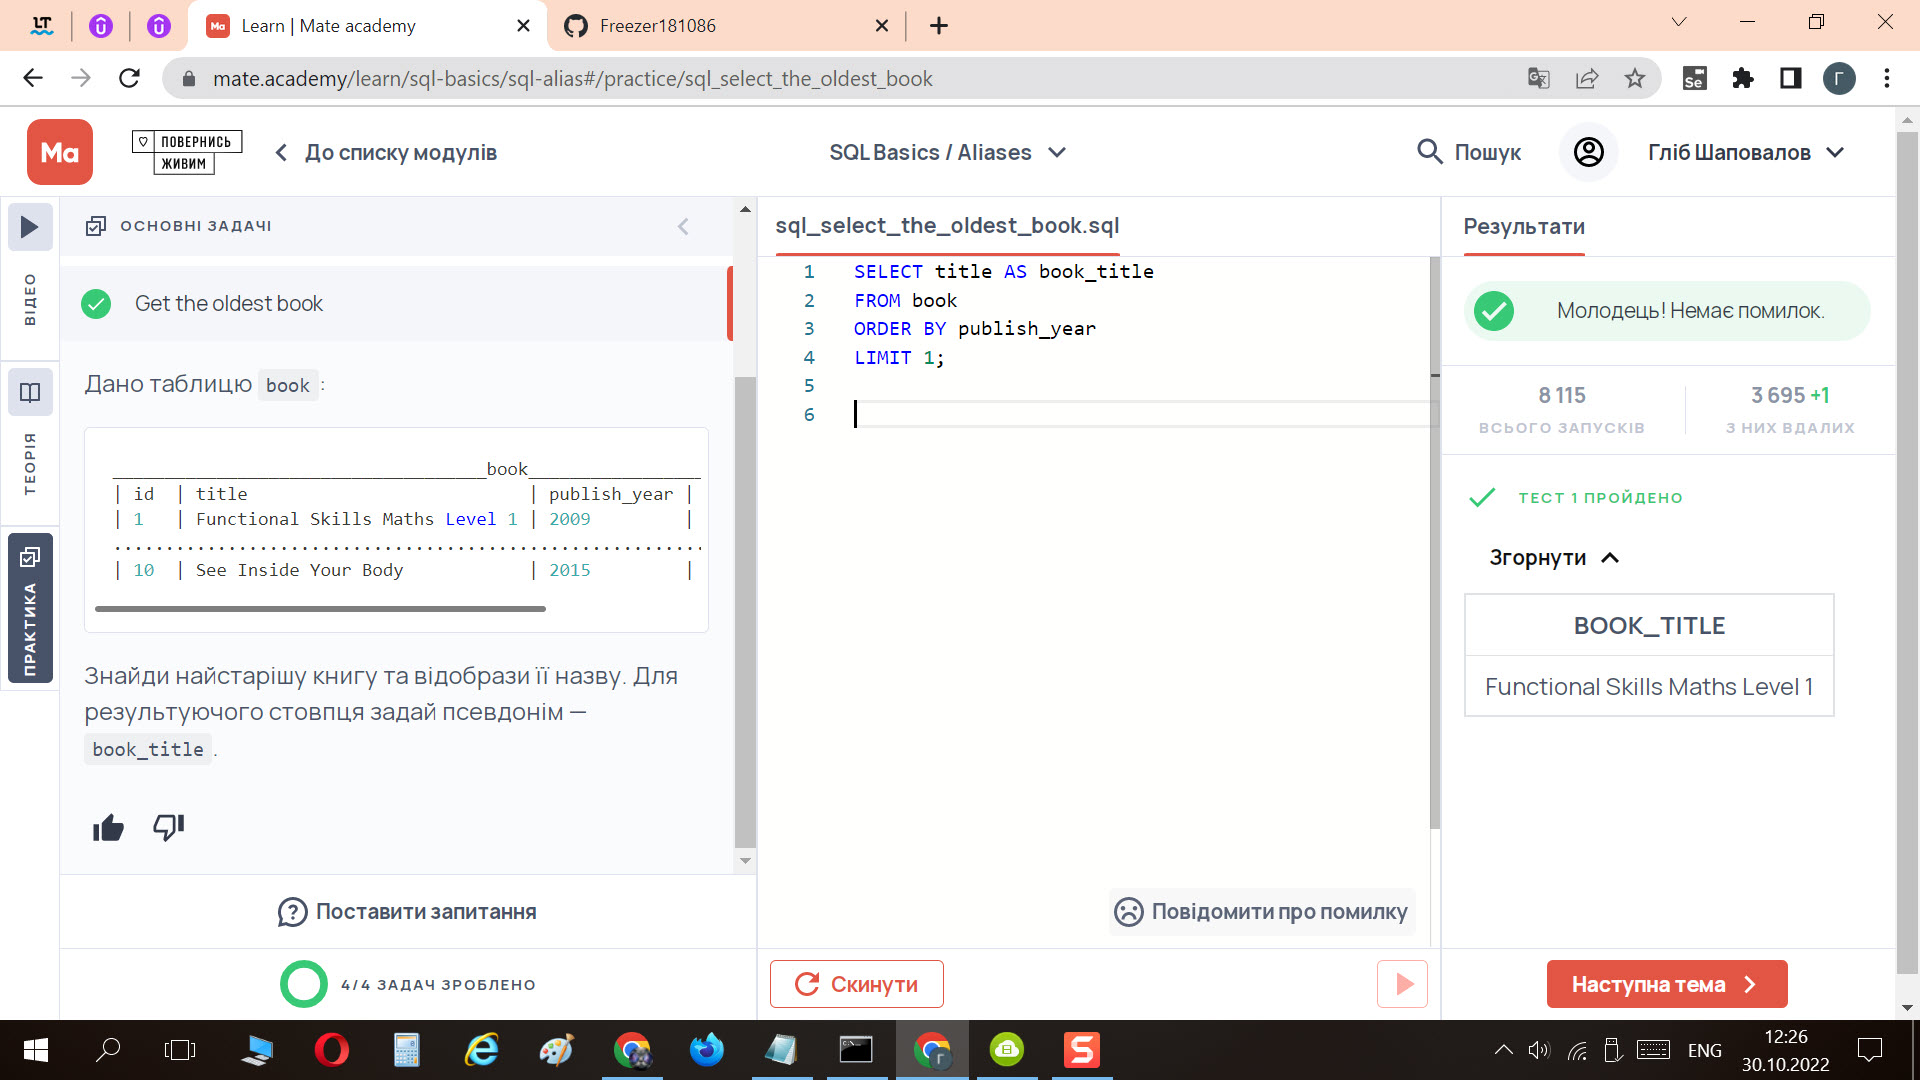 Learn | Mate academy
Freezer181086
mate.academy/learn/sql-basics/sql-alias#/practice/sql_select_the_oldest_book
Ma
ПОВЕРНИСЬ
ЖИВИМ
До списку модулів
SQL Basics / Aliases
Пошук
Гліб Шаповалов
ВІДЕО
ТЕОРІЯ
ПРАКТИКА
ОСНОВНІ ЗАДАЧІ
Get the oldest book
Дано таблицю book :
_____________________________________book_________________
| id | title | publish_year |
| 1 | Functional Skills Maths Level 1 | 2009 |
..........................................................
| 10 | See Inside Your Body | 2015 |
Знайди найстарішу книгу та відобрази її назву. Для
результуючого стовпця задай псевдонім —
book_title .
Поставити запитання
4/4 ЗАДАЧ ЗРОБЛЕНО
sql_select_the_oldest_book.sql
1 SELECT title AS book_title
2 FROM book
3 ORDER BY publish_year
4 LIMIT 1;
5
6
Повідомити про помилку
Скинути
Результати
Молодець! Немає помилок.
8 115
ВСЬОГО ЗАПУСКІВ
3 695 +1
З НИХ ВДАЛИХ
ТЕСТ 1 ПРОЙДЕНО
Згорнути
BOOK_TITLE
Functional Skills Maths Level 1
Наступна тема
ENG
12:26
30.10.2022